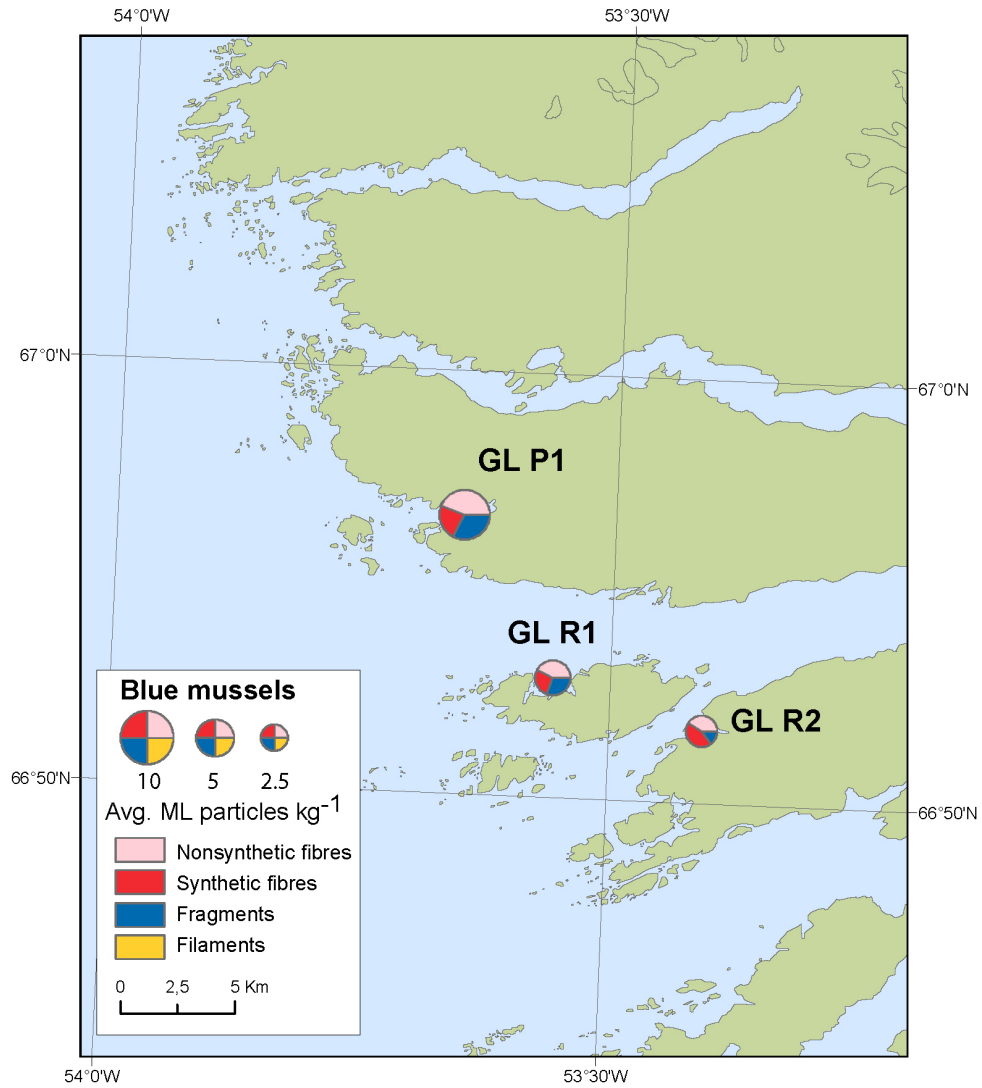 54°0'W 53°30'W
67°0'N
67°0'N
GL P1
GL R1
GL R2
Blue mussels
10 5 2.5
Avg. ML particles kg⁻¹
Nonsynthetic fibres
Synthetic fibres
Fragments
Filaments
0 2,5 5 Km
66°50'N
66°50'N
54°0'W 53°30'W